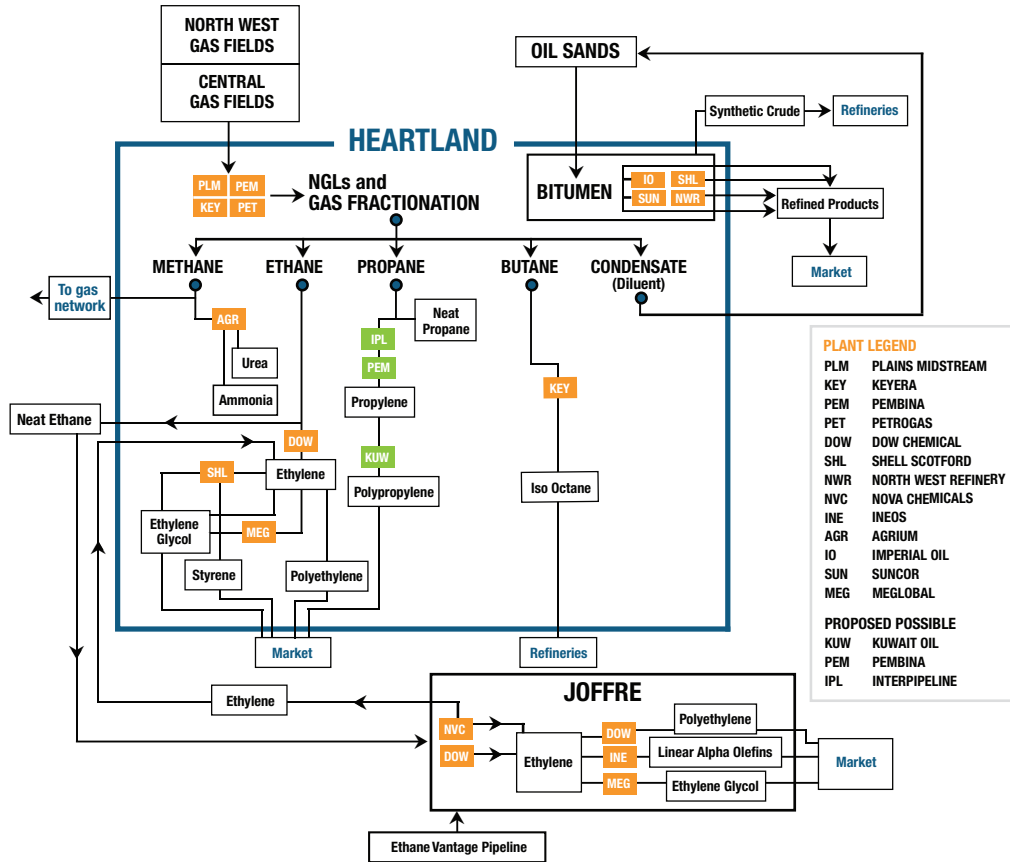 NORTH WEST
GAS FIELDS
CENTRAL
GAS FIELDS
OIL SANDS
Synthetic Crude
Refineries
HEARTLAND
PLM
PEM
KEY
PET
NGLs and
GAS FRACTIONATION
BITUMEN
IO
SHL
SUN
NWR
Refined Products
Market
METHANE
ETHANE
PROPANE
BUTANE
CONDENSATE
(Diluent)
To gas
network
AGR
Urea
Ammonia
IPL
PEM
Neat
Propane
Propylene
KEY
Neat Ethane
DOW
SHL
Ethylene
KUW
Polypropylene
Iso Octane
Ethylene
Glycol
MEG
Styrene
Polyethylene
Market
Refineries
PLANT LEGEND
PLM PLAINS MIDSTREAM
KEY KEYERA
PEM PEMBINA
PET PETROGAS
DOW DOW CHEMICAL
SHL SHELL SCOTFORD
NWR NORTH WEST REFINERY
NVC NOVA CHEMICALS
INE INEOS
AGR AGRIUM
IO IMPERIAL OIL
SUN SUNCOR
MEG MEGLOBAL
PROPOSED POSSIBLE
KUW KUWAIT OIL
PEM PEMBINA
IPL INTERPIPELINE
Ethylene
JOFFRE
NVC
DOW
Ethylene
DOW
INE
MEG
Polyethylene
Linear Alpha Olefins
Ethylene Glycol
Market
Ethane Vantage Pipeline